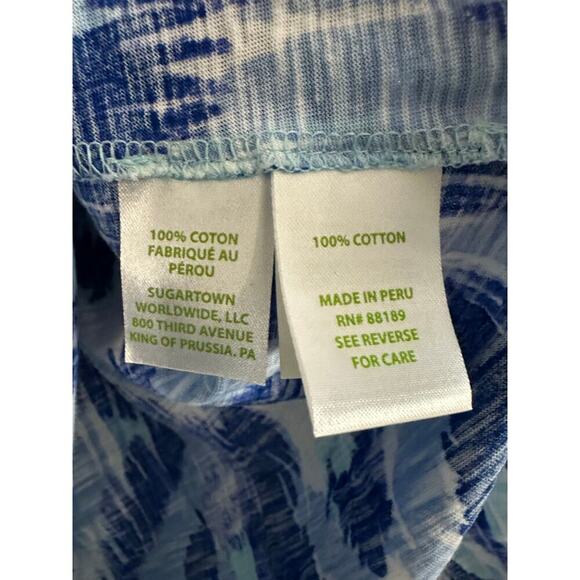 100% COTON
FABRIQUÉ AU
PÉROU
SUGARTOWN
WORLDWIDE, LLC
800 THIRD AVENUE
KING OF PRUSSIA. PA
100% COTTON
MADE IN PERU
RN# 88189
SEE REVERSE
FOR CARE